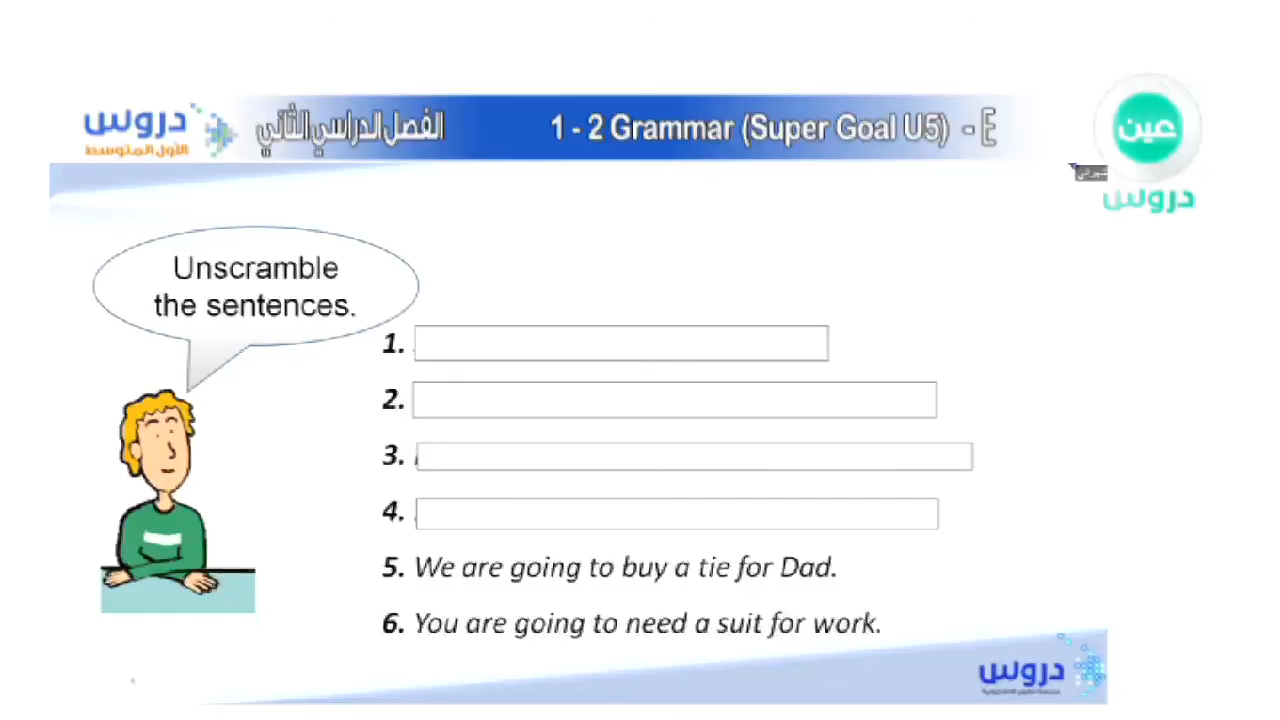 دروس
الأول المتوسط
الفصل الدراسي الثاني
1 - 2 Grammar (Super Goal U5) - E
عين
دروس
Unscramble
the sentences.
1.
2.
3.
4.
5. We are going to buy a tie for Dad.
6. You are going to need a suit for work.
دروس